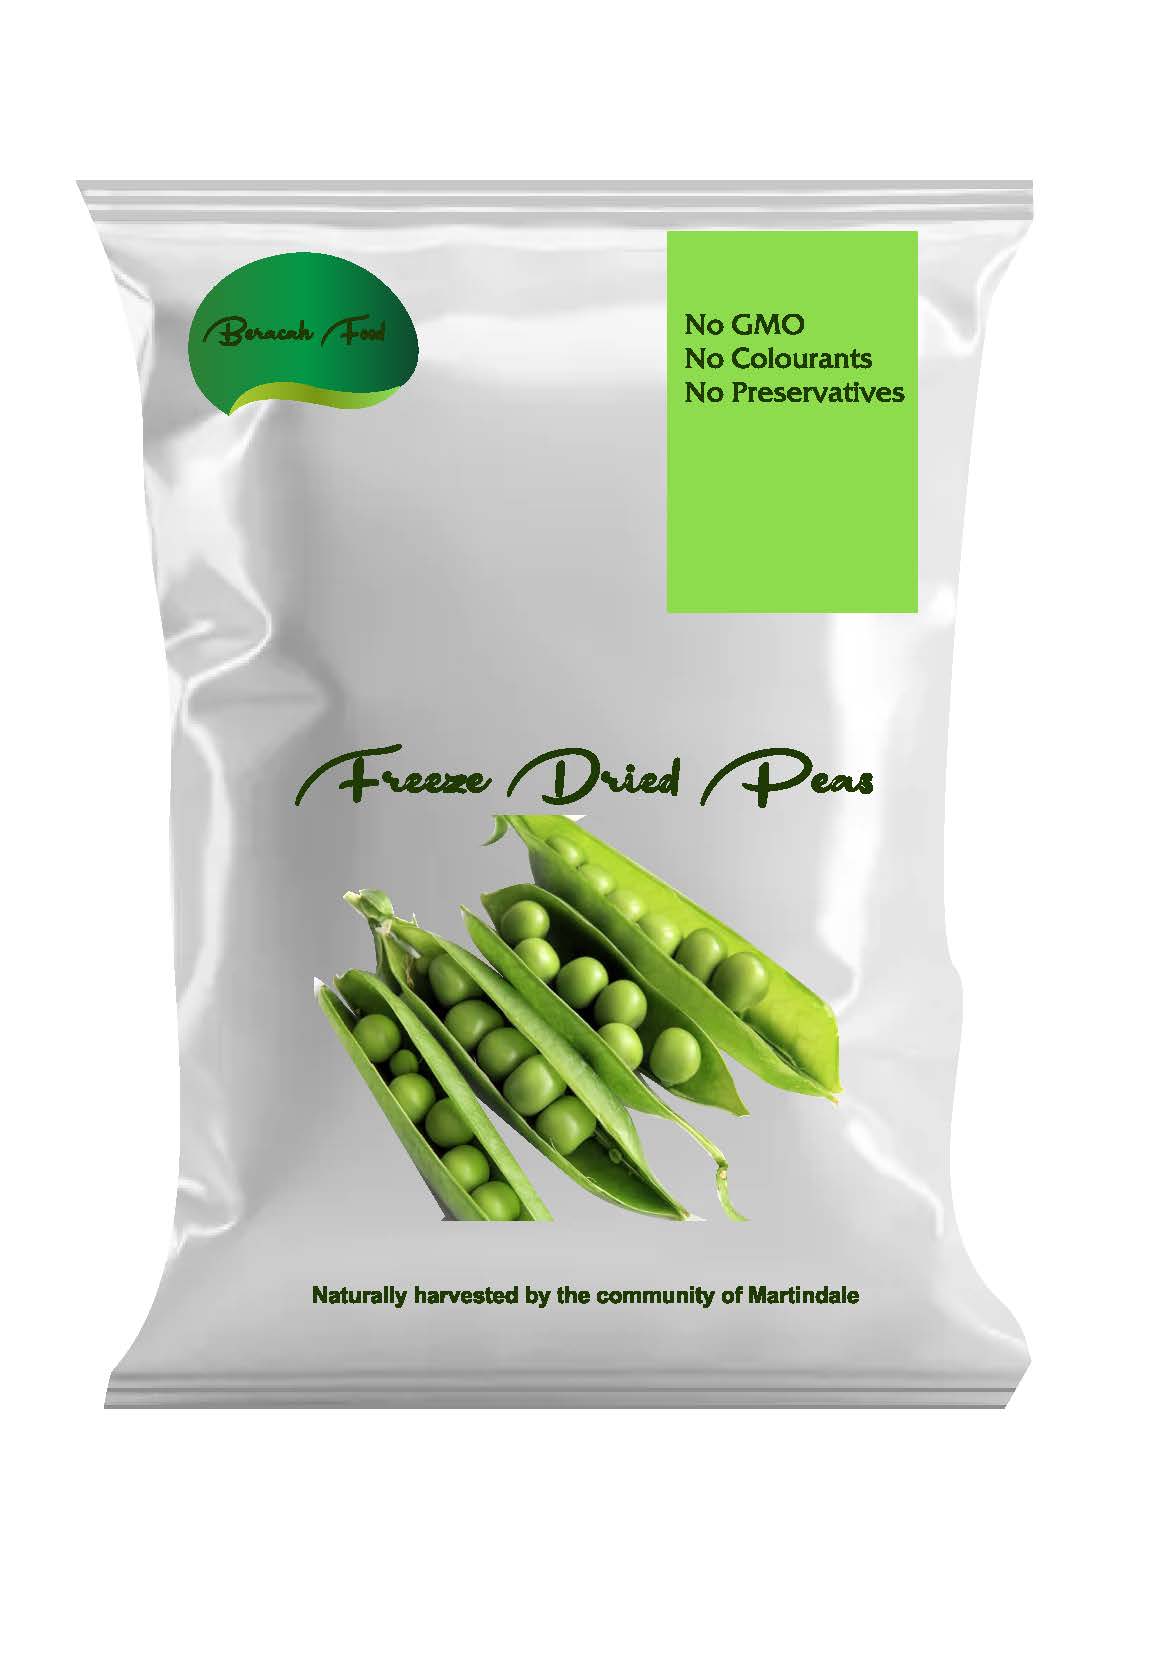 Beracah Food
No GMO
No Colourants
No Preservatives
Freeze Dried Peas
Naturally harvested by the community of Martindale